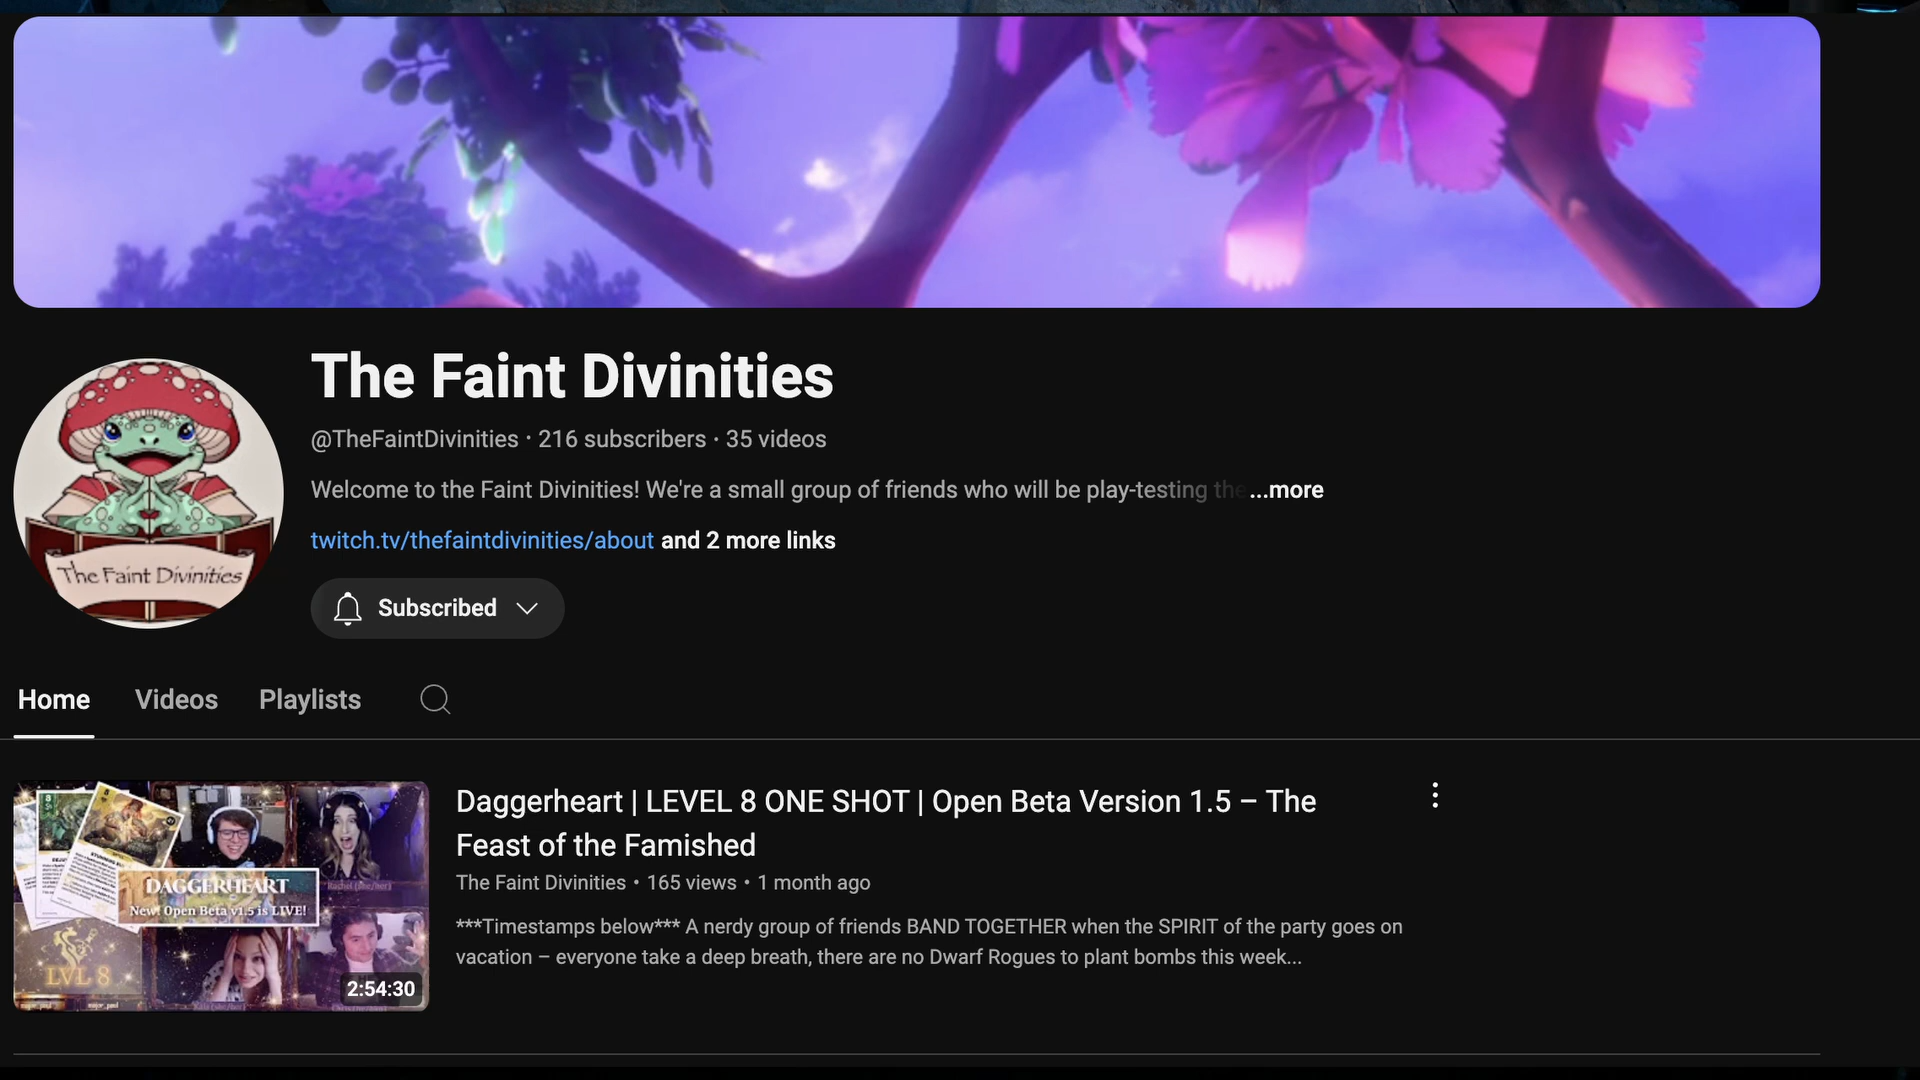 The Faint Divinities
@TheFaintDivinities · 216 subscribers · 35 videos
Welcome to the Faint Divinities! We're a small group of friends who will be play-testing the ...more
twitch.tv/thefaintdivinities/about and 2 more links
The Faint Divinities
Subscribed
Home Videos Playlists
Daggerheart | LEVEL 8 ONE SHOT | Open Beta Version 1.5 – The
Feast of the Famished
The Faint Divinities • 165 views • 1 month ago
***Timestamps below*** A nerdy group of friends BAND TOGETHER when the SPIRIT of the party goes on
vacation – everyone take a deep breath, there are no Dwarf Rogues to plant bombs this week...
DAGGERHEART
New! Open Beta v1.5 is LIVE!
LVL 8
2:54:30